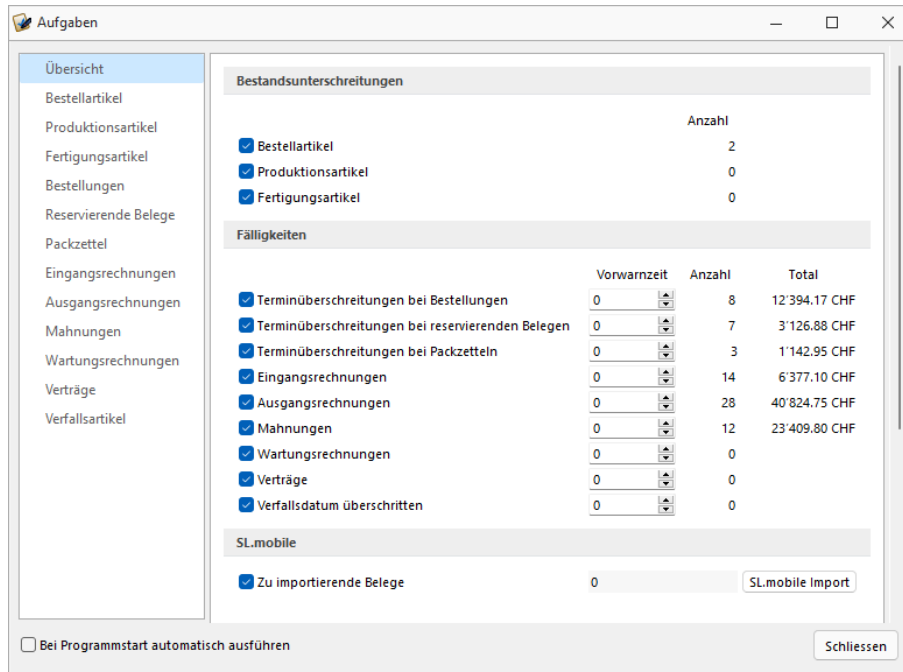 Aufgaben
Übersicht
Bestellartikel
Produktionsartikel
Fertigungsartikel
Bestellungen
Reservierende Belege
Packzettel
Eingangsrechnungen
Ausgangsrechnungen
Mahnungen
Wartungsrechnungen
Verträge
Verfallsartikel
Bestandsunterschreitungen
Anzahl
Bestellartikel 2
Produktionsartikel 0
Fertigungsartikel 0
Fälligkeiten
Vorwarnzeit Anzahl Total
Terminüberschreitungen bei Bestellungen 0 8 12'394.17 CHF
Terminüberschreitungen bei reservierenden Belegen 0 7 3'126.88 CHF
Terminüberschreitungen bei Packzetteln 0 3 1'142.95 CHF
Eingangsrechnungen 0 14 6'377.10 CHF
Ausgangsrechnungen 0 28 40'824.75 CHF
Mahnungen 0 12 23'409.80 CHF
Wartungsrechnungen 0 0
Verträge 0 0
Verfallsdatum überschritten 0 0
SL.mobile
Zu importierende Belege 0 SL.mobile Import
Bei Programmstart automatisch ausführen
Schliessen